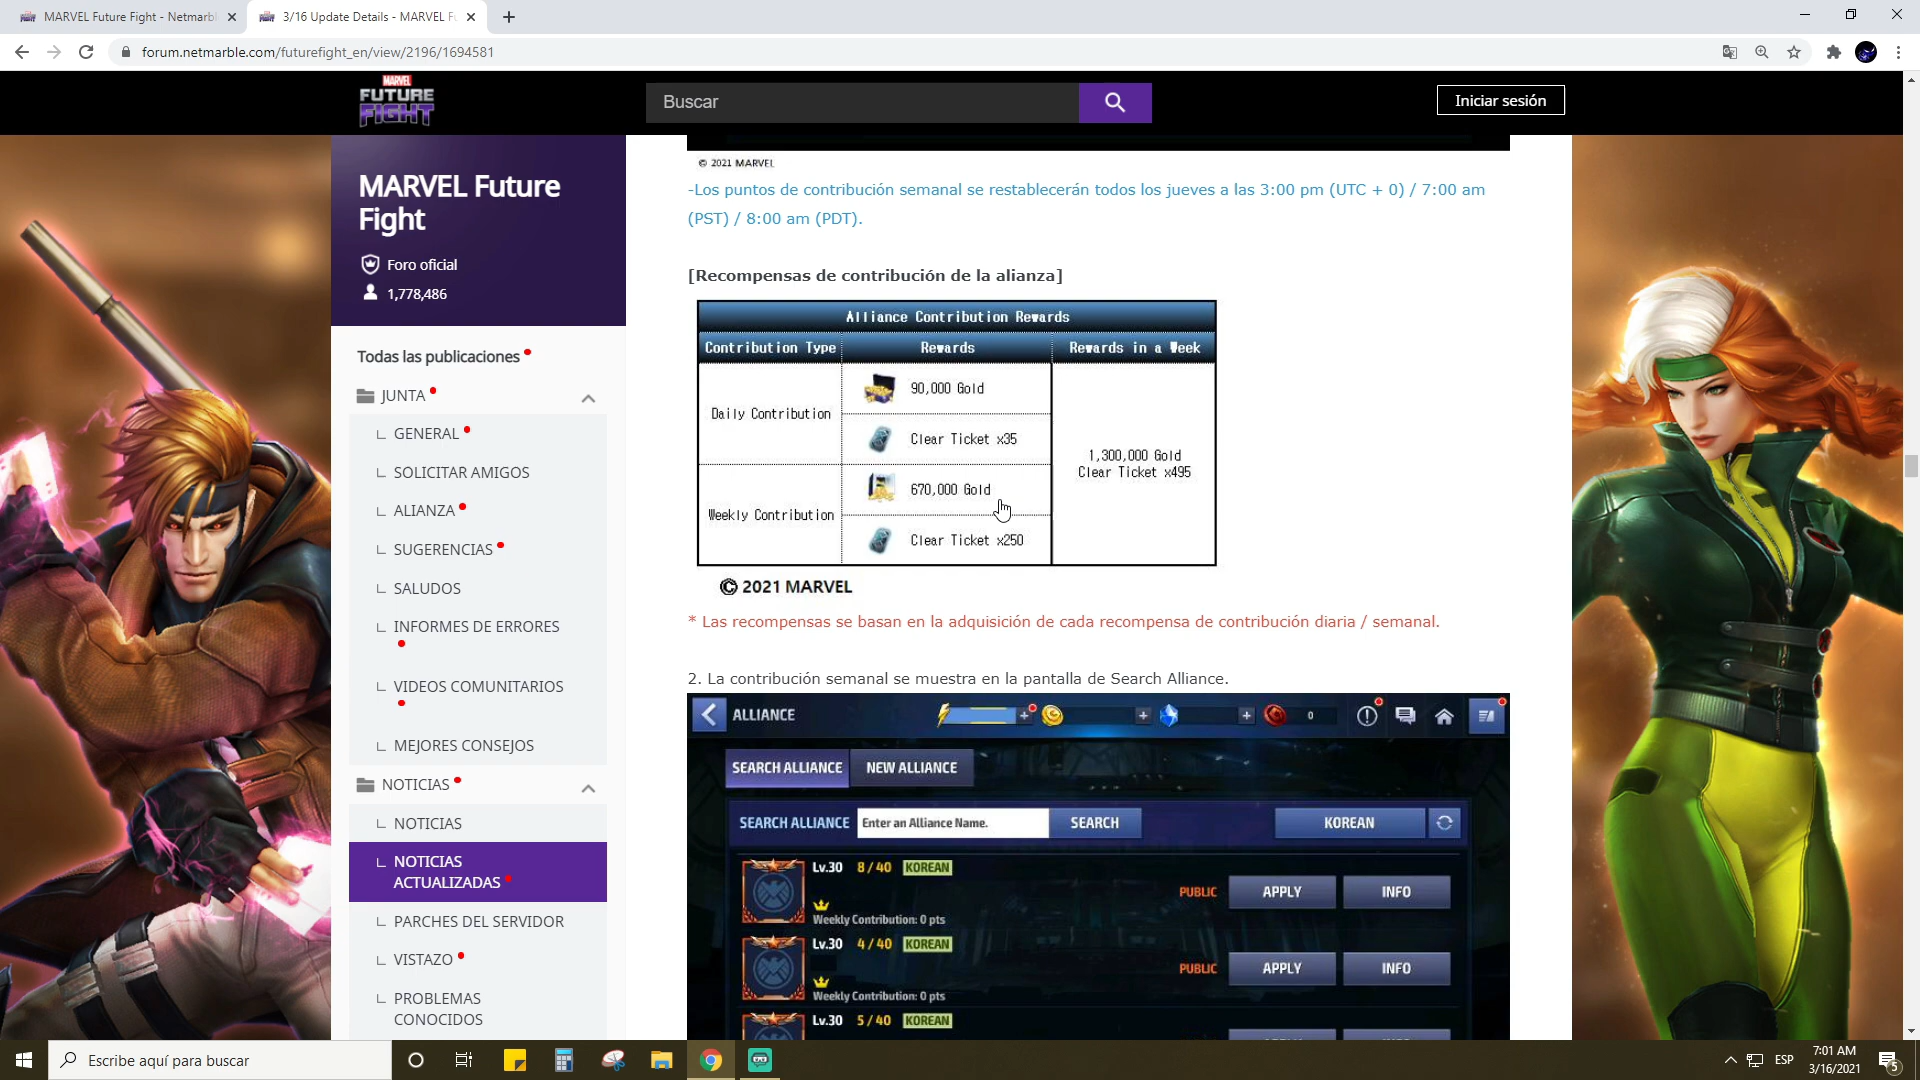 MARVEL Future Fight - Netmarbl
3/16 Update Details - MARVEL Fu
forum.netmarble.com/futurefight_en/view/2196/1694581
MARVEL
FUTURE
FIGHT
Buscar
Iniciar sesión
MARVEL Future
Fight
Foro oficial
1,778,486
Todas las publicaciones
JUNTA
GENERAL
SOLICITAR AMIGOS
ALIANZA
SUGERENCIAS
SALUDOS
INFORMES DE ERRORES
VIDEOS COMUNITARIOS
MEJORES CONSEJOS
NOTICIAS
NOTICIAS
NOTICIAS
ACTUALIZADAS
PARCHES DEL SERVIDOR
VISTAZO
PROBLEMAS
CONOCIDOS
© 2021 MARVEL
-Los puntos de contribución semanal se restablecerán todos los jueves a las 3:00 pm (UTC + 0) / 7:00 am
(PST) / 8:00 am (PDT).
[Recompensas de contribución de la alianza]
Alliance Contribution Rewards
Contribution Type Rewards Rewards in a Week
Daily Contribution
90,000 Gold
Clear Ticket x35
Weekly Contribution
670,000 Gold
Clear Ticket x250
1,300,000 Gold
Clear Ticket x495
© 2021 MARVEL
* Las recompensas se basan en la adquisición de cada recompensa de contribución diaria / semanal.
2. La contribución semanal se muestra en la pantalla de Search Alliance.
ALLIANCE
0
SEARCH ALLIANCE NEW ALLIANCE
SEARCH ALLIANCE Enter an Alliance Name. SEARCH KOREAN
Lv.30 8/40 KOREAN
PUBLIC APPLY INFO
Weekly Contribution: 0 pts
Lv.30 4/40 KOREAN
PUBLIC APPLY INFO
Weekly Contribution: 0 pts
Lv.30 5/40 KOREAN
Escribe aquí para buscar
ESP
7:01 AM
3/16/2021
5